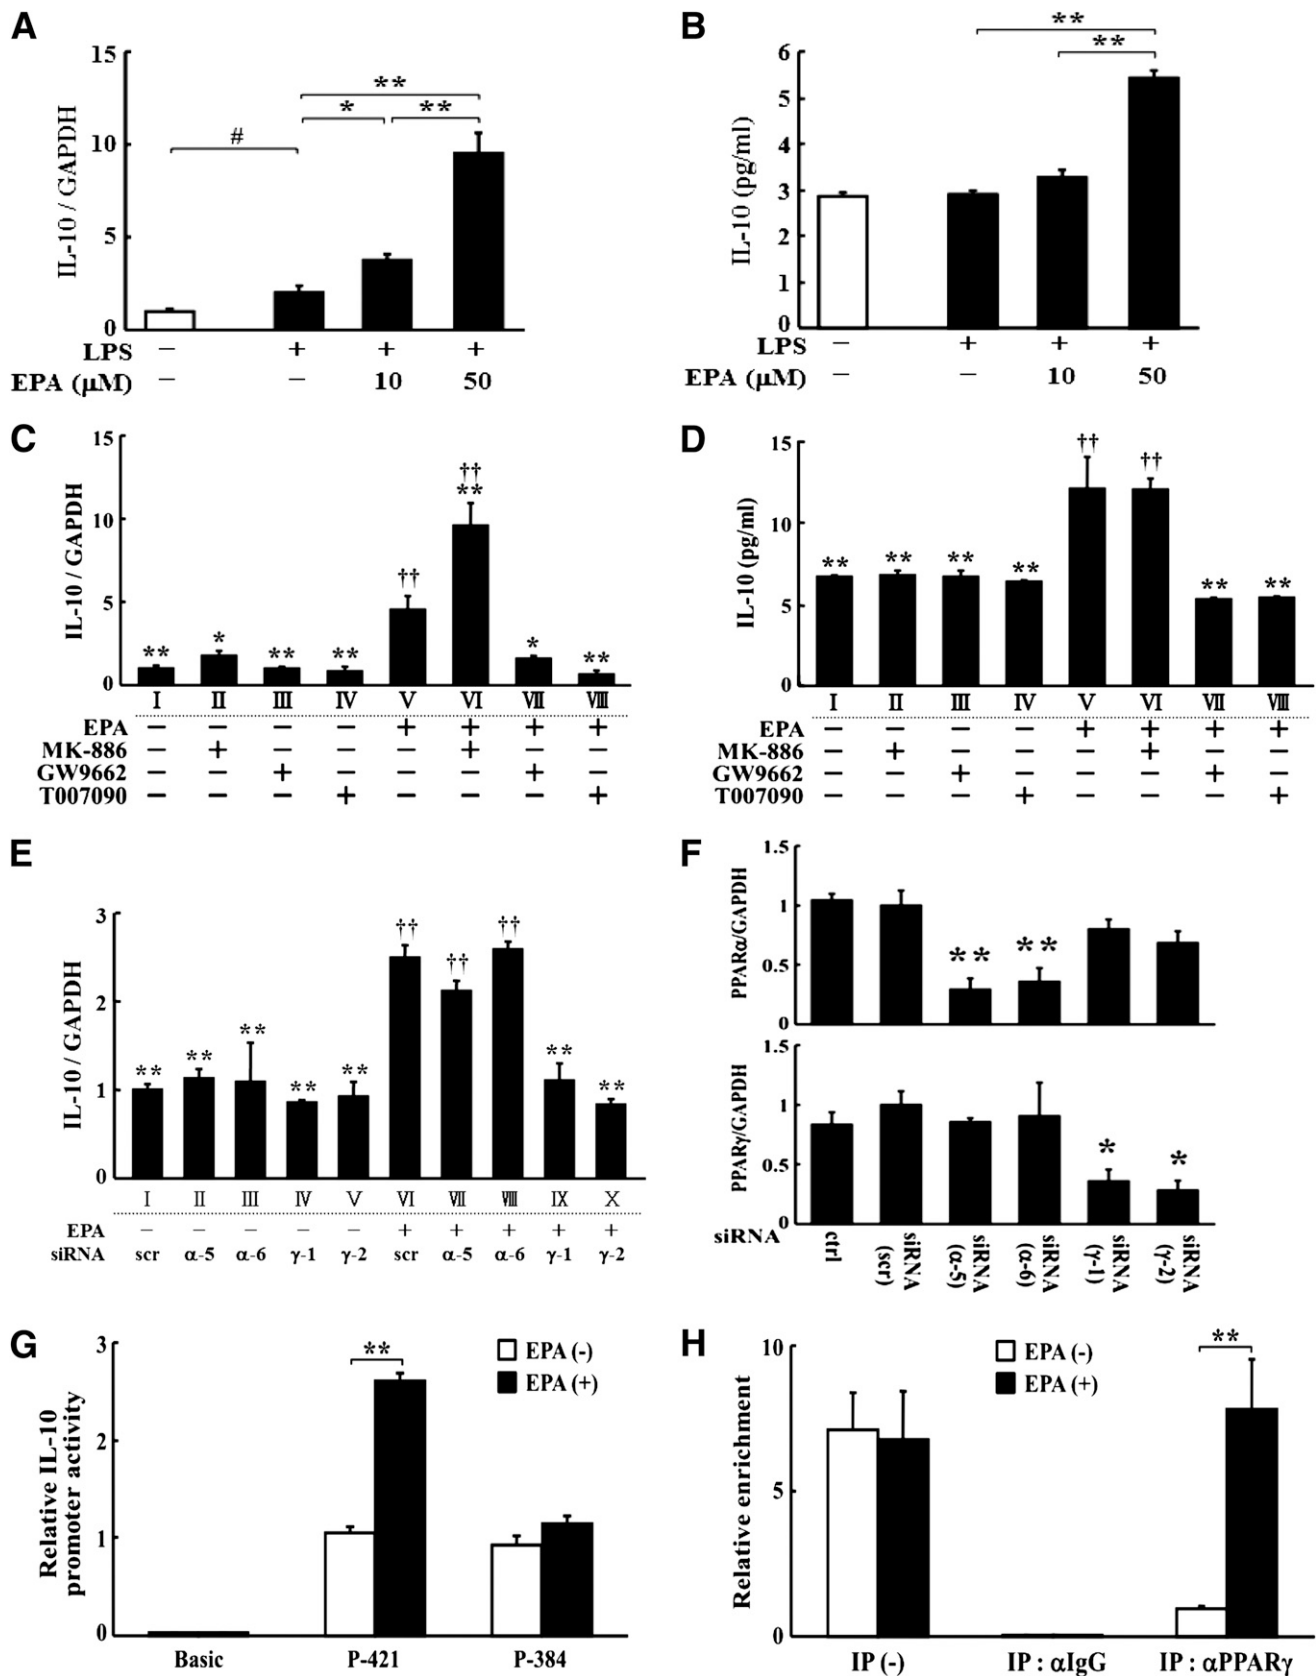 A
IL-10 / GAPDH
15
10
5
0
#
*
**
**
LPS − + + +
EPA (μM) − − 10 50
B
IL-10 (pg/ml)
6
5
4
3
2
1
0
**
**
LPS − + + +
EPA (μM) − − 10 50
C
IL-10 / GAPDH
15
10
5
0
** * ** ** †† †† ** * **
I II III IV V VI VII VIII
EPA − − − − + + + +
MK-886 − + − − − + − −
GW9662 − − + − − − + −
T007090 − − − + − − − +
D
IL-10 (pg/ml)
15
10
5
0
** ** ** ** †† †† ** **
I II III IV V VI VII VIII
EPA − − − − + + + +
MK-886 − + − − − + − −
GW9662 − − + − − − + −
T007090 − − − + − − − +
E
IL-10 / GAPDH
3
2
1
0
** ** ** ** ** †† †† †† ** **
I II III IV V VI VII VIII IX X
EPA − − − − − + + + + +
siRNA scr α-5 α-6 γ-1 γ-2 scr α-5 α-6 γ-1 γ-2
F
PPARα/GAPDH
1.5
1
0.5
0
** **
PPARγ/GAPDH
1.5
1
0.5
0
* *
siRNA
ctrl
siRNA (scr)
siRNA (α-5)
siRNA (α-6)
siRNA (γ-1)
siRNA (γ-2)
G
Relative IL-10
promoter activity
3
2
1
0
**
EPA (-)
EPA (+)
Basic P-421 P-384
H
Relative enrichment
10
5
0
EPA (-)
EPA (+)
**
IP (-) IP : αIgG IP : αPPARγ